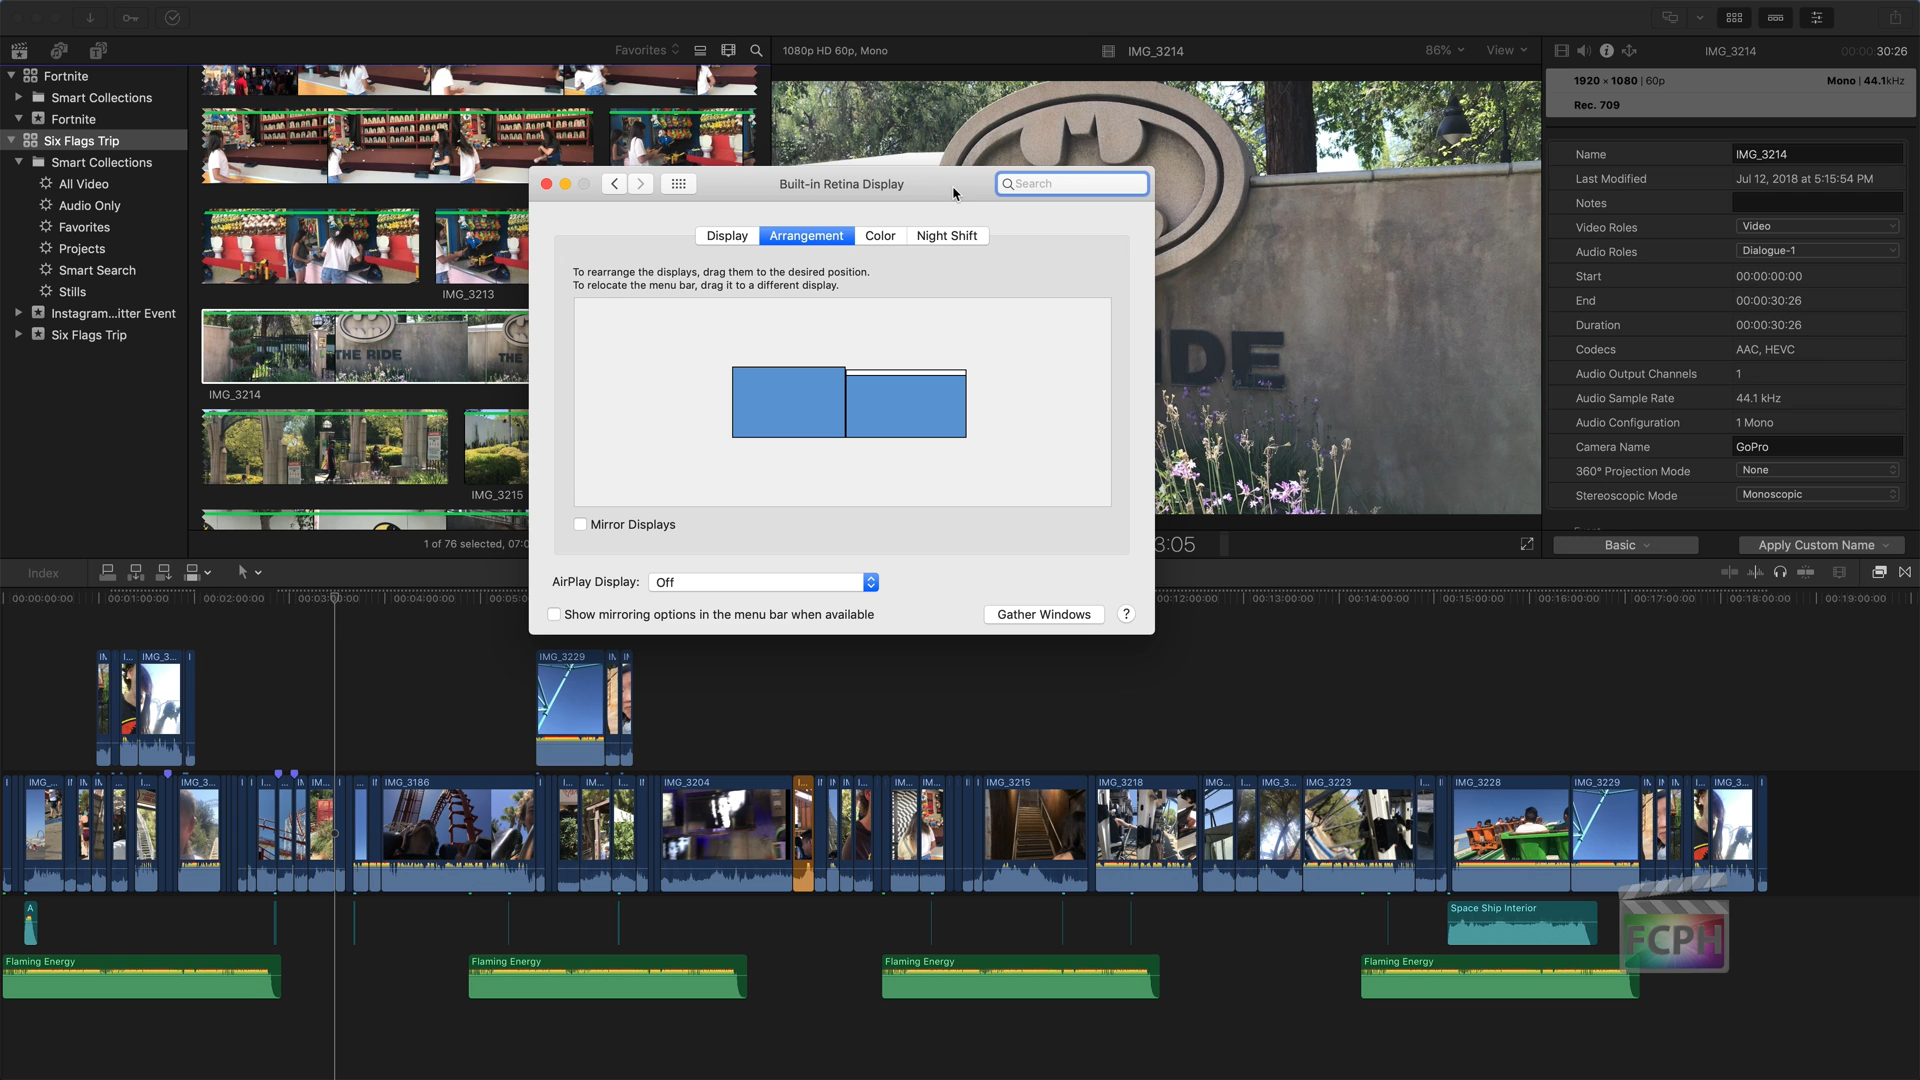 Favorites
1080p HD 60p, Mono
IMG_3214
86%
View
IMG_3214
00:00:00:30:26
Fortnite
Smart Collections
Fortnite
Six Flags Trip
Smart Collections
All Video
Audio Only
Favorites
Projects
Smart Search
Stills
Instagram...itter Event
Six Flags Trip
IMG_3213
THE RIDE
THE
IMG_3214
IMG_3215
1 of 76 selected, 07:0
RIDE
3:05
1920 × 1080 | 60p
Mono | 44.1kHz
Rec. 709
Name
IMG_3214
Last Modified
Jul 12, 2018 at 5:15:54 PM
Notes
Video Roles
Video
Audio Roles
Dialogue-1
Start
00:00:00:00
End
00:00:30:26
Duration
00:00:30:26
Codecs
AAC, HEVC
Audio Output Channels
1
Audio Sample Rate
44.1 kHz
Audio Configuration
1 Mono
Camera Name
GoPro
360° Projection Mode
None
Stereoscopic Mode
Monoscopic
Basic
Apply Custom Name
Built-in Retina Display
Search
Display
Arrangement
Color
Night Shift
To rearrange the displays, drag them to the desired position.
To relocate the menu bar, drag it to a different display.
Mirror Displays
AirPlay Display:
Off
Show mirroring options in the menu bar when available
Gather Windows
?
Index
00:00:00:00
00:01:00:00
00:02:00:00
00:03:00:00
00:04:00:00
00:05:0
00:12:00:00
00:13:00:00
00:14:00:00
00:15:00:00
00:16:00:00
00:17:00:00
00:18:00:00
00:19:00:00
I...
IMG_3...
IMG_3229
IMG_...
IMG_3...
IM...
IMG_3186
I...
IM...
IMG_3204
I...
IM...
IM...
IMG_3215
IMG_3218
IMG...
I...
IMG_3...
IMG_3223
I...
IMG_3228
IMG_3229
I...
IMG_3...
A
Space Ship Interior
FCPH
Flaming Energy
Flaming Energy
Flaming Energy
Flaming Energy